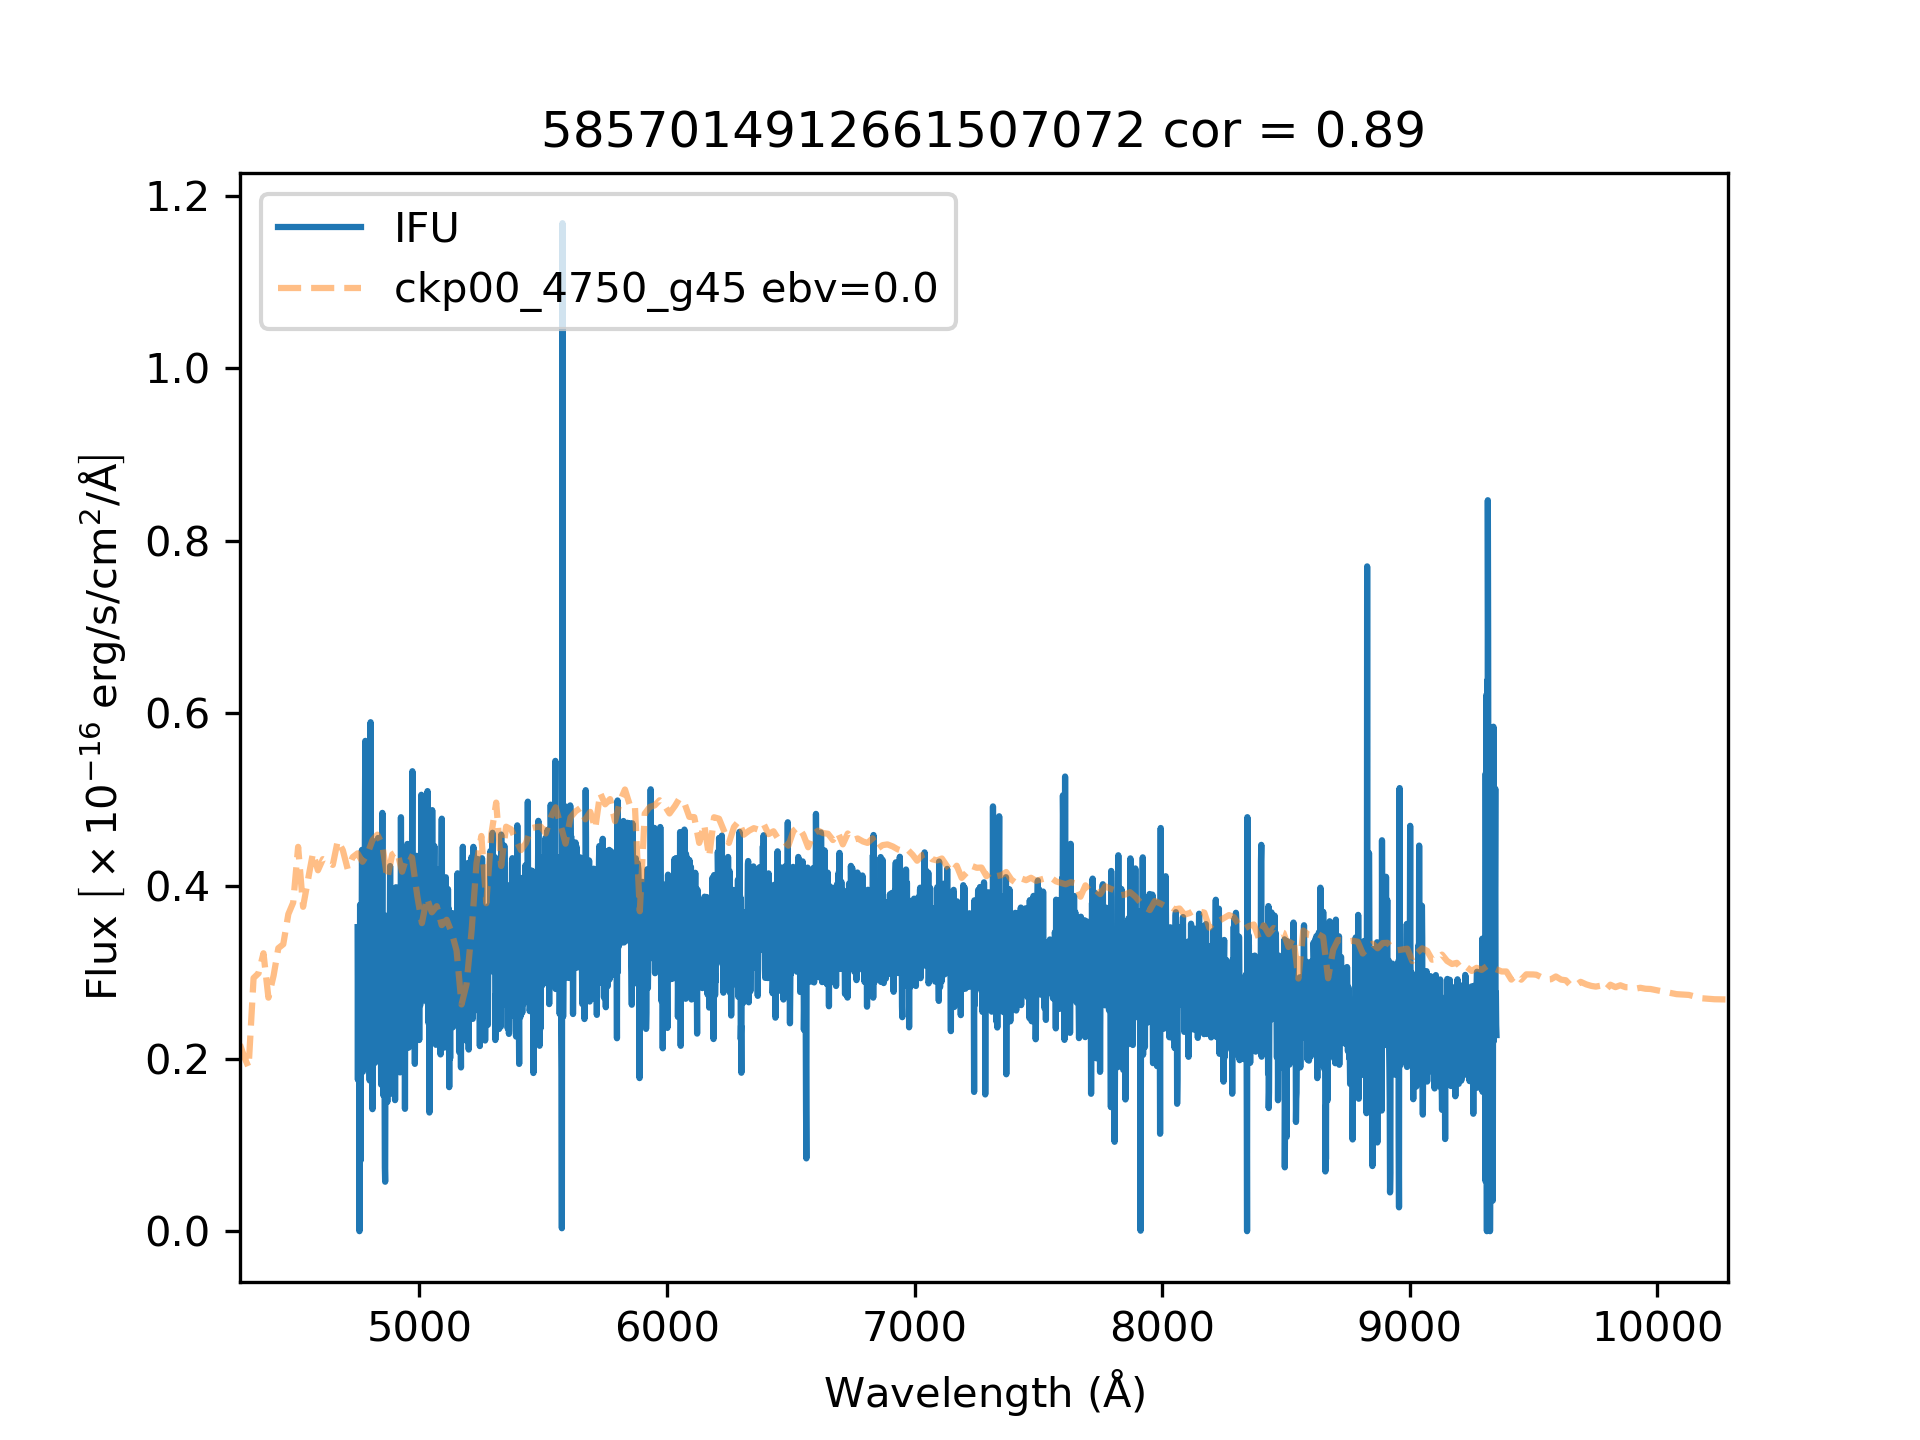 5857014912661507072 cor = 0.89
IFU
ckp00_4750_g45 ebv=0.0
1.2
1.0
0.8
0.6
0.4
0.2
0.0
Flux [×10⁻¹⁶ erg/s/cm²/Å]
5000 6000 7000 8000 9000 10000
Wavelength (Å)